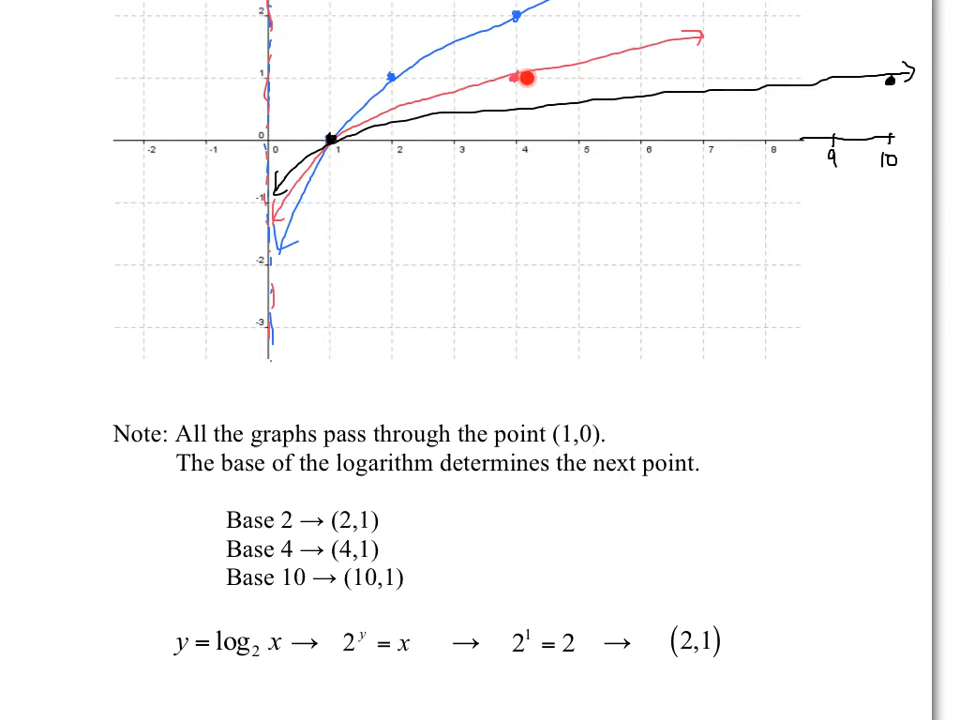 2
1
0
-2 -1 0 1 2 3 4 5 6 7 8 9 10
-1
-2
-3
Note: All the graphs pass through the point (1,0).
The base of the logarithm determines the next point.
Base 2 → (2,1)
Base 4 → (4,1)
Base 10 → (10,1)
y = log₂ x → 2ʸ = x → 2¹ = 2 → (2,1)